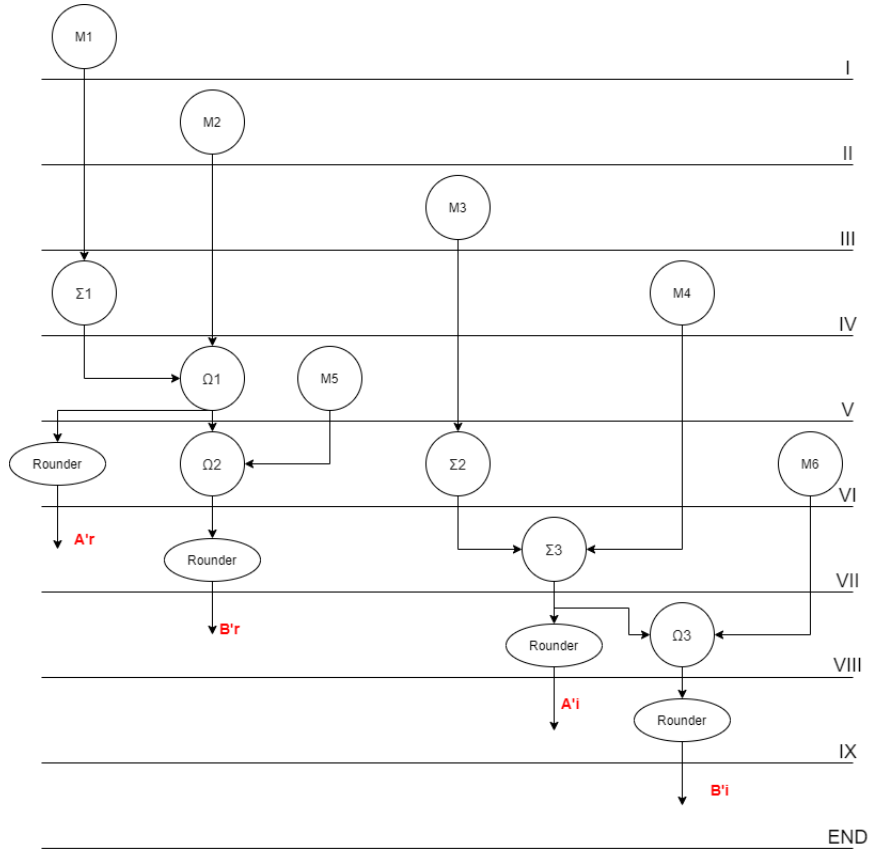 M1
I
M2
II
M3
III
Σ1
M4
IV
Ω1
M5
V
Rounder
Ω2
Σ2
M6
VI
A'r
Rounder
Σ3
VII
B'r
Rounder
Ω3
VIII
A'i
Rounder
IX
B'i
END